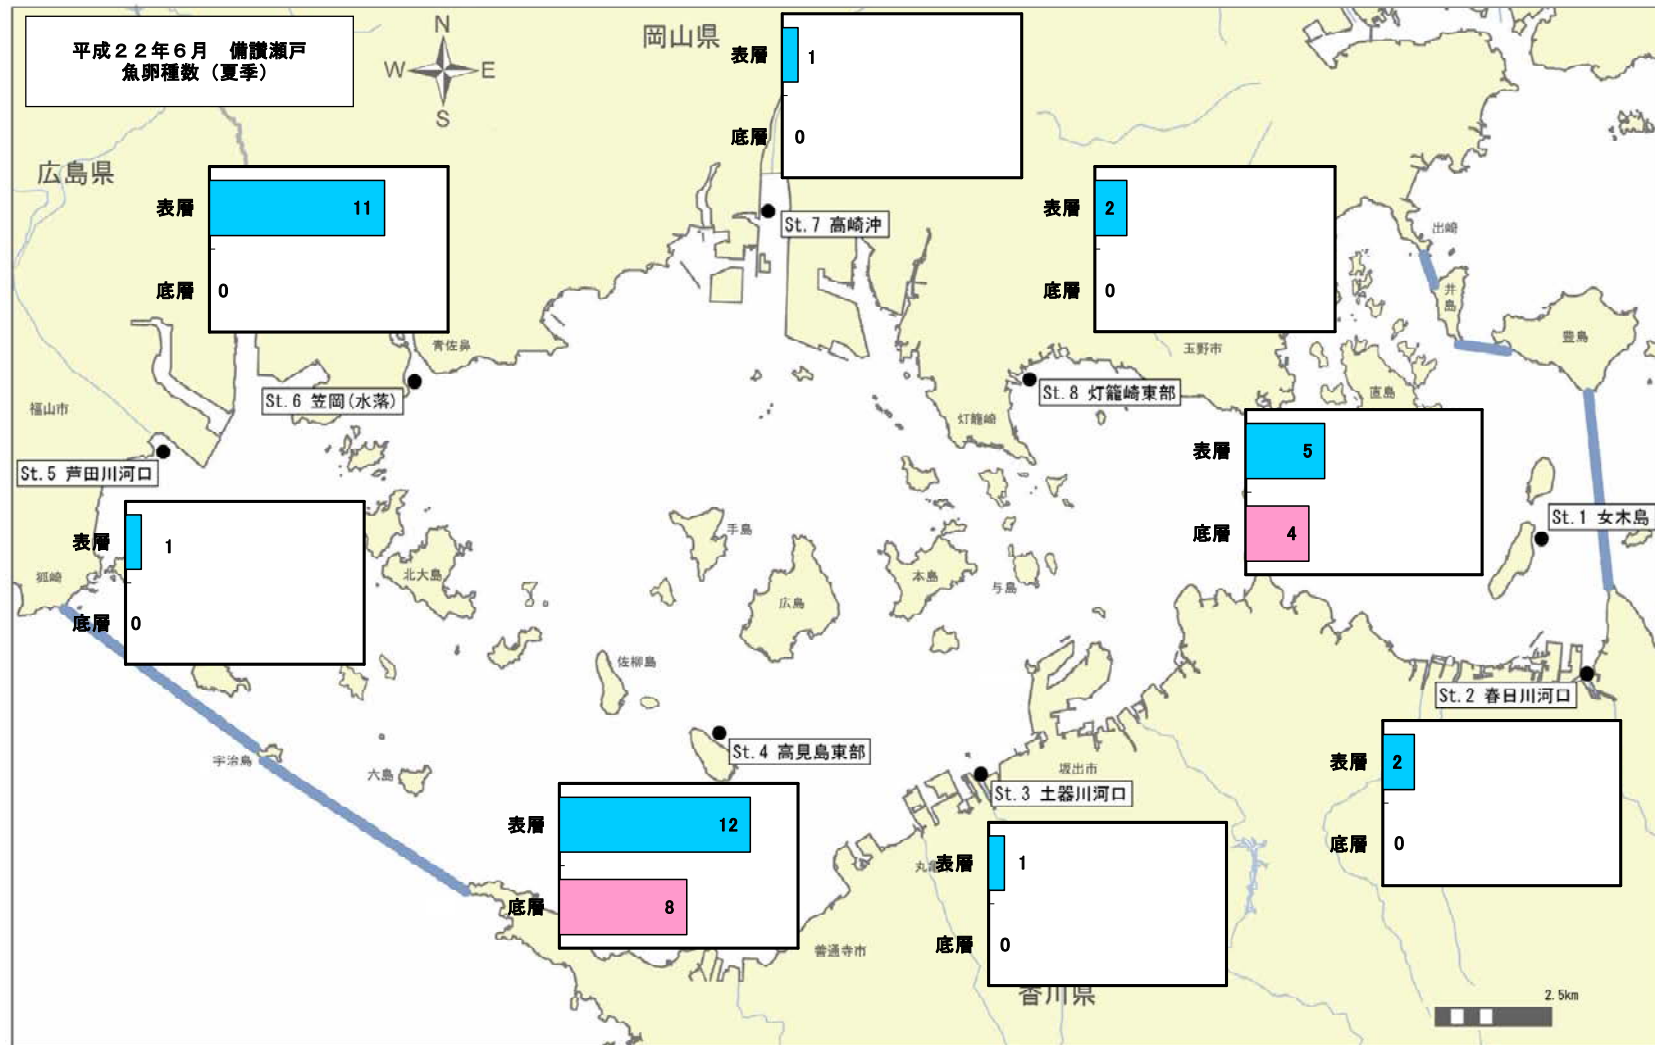 平成２２年６月　備讃瀬戸
魚卵種数（夏季）
N
W
E
S
岡山県
広島県
香川県
表層
1
底層
0
表層
11
底層
0
表層
2
底層
0
St.7 高崎沖
出崎
井島
豊島
玉野市
直島
青佐鼻
St.6 笠岡(水落)
St.8 灯籠崎東部
灯籠崎
福山市
St.5 芦田川河口
表層
5
底層
4
St.1 女木島
表層
1
底層
0
狐崎
北大島
手島
広島
本島
与島
佐柳島
St.2 春日川河口
宇治島
六島
St.4 高見島東部
坂出市
St.3 土器川河口
表層
2
底層
0
表層
12
底層
8
丸亀
表層
1
底層
0
善通寺市
2.5km